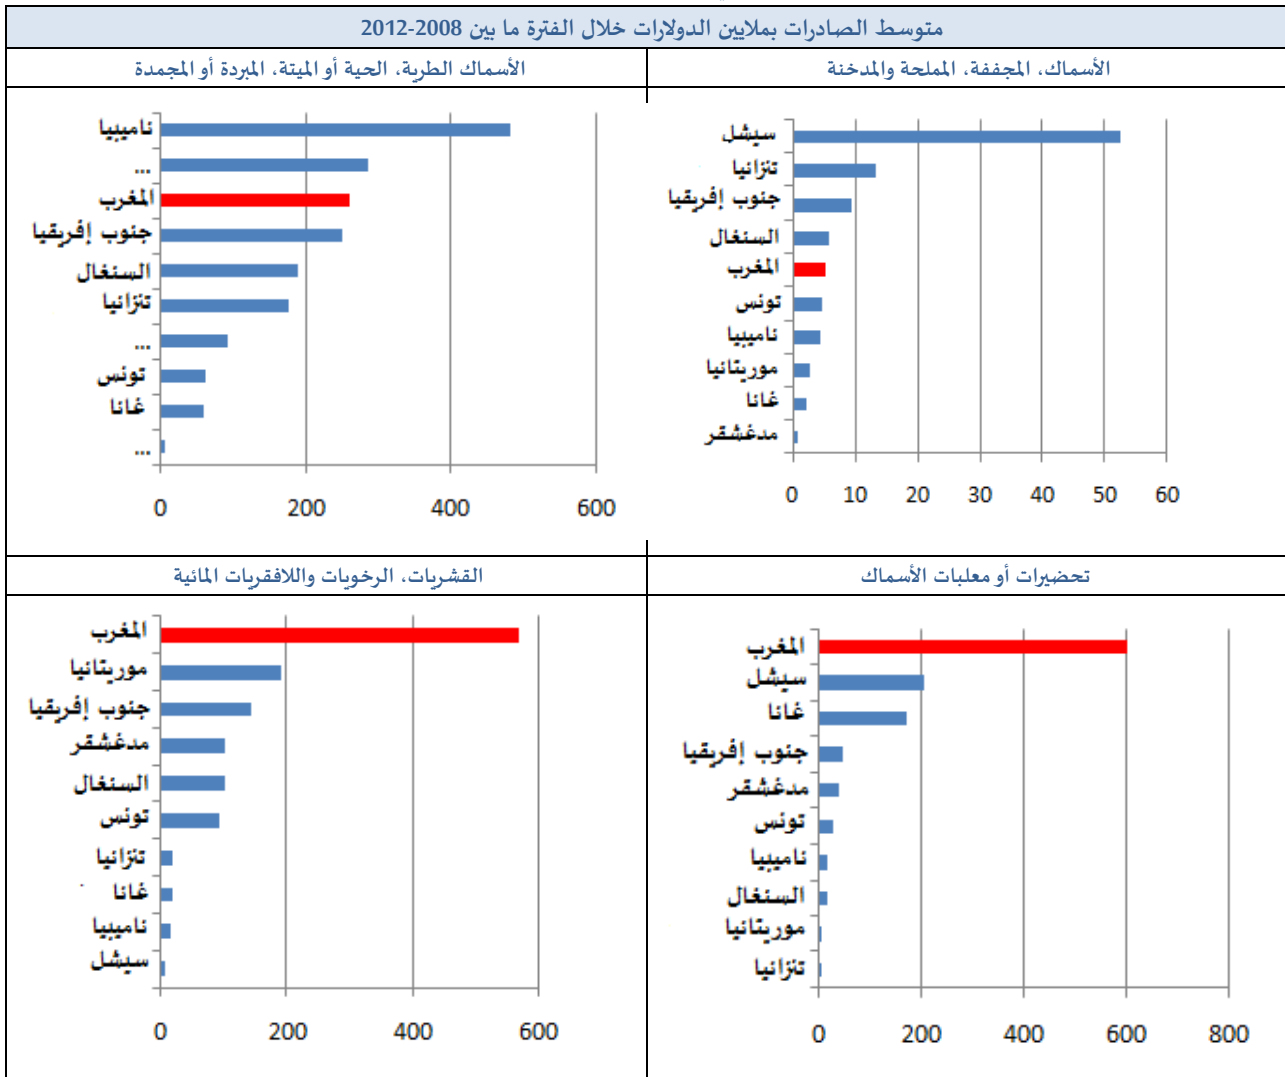 متوسط الصادرات بملايين الدولارات خلال الفترة ما بين 2008-2012
الأسماك، المجففة، المملحة والمدخنة
الأسماك الطرية، الحية أو الميتة، المبردة أو المجمدة
سيشل
تنزانيا
جنوب إفريقيا
السنغال
المغرب
تونس
ناميبيا
موريتانيا
غانا
مدغشقر
0 10 20 30 40 50 60
ناميبيا
...
المغرب
جنوب إفريقيا
السنغال
تنزانيا
...
تونس
غانا
...
0 200 400 600
تحضيرات أو معلبات الأسماك
القشريات، الرخويات واللافقريات المائية
المغرب
سيشل
غانا
جنوب إفريقيا
مدغشقر
تونس
ناميبيا
السنغال
موريتانيا
تنزانيا
0 200 400 600 800
المغرب
موريتانيا
جنوب إفريقيا
مدغشقر
السنغال
تونس
تنزانيا
غانا
ناميبيا
سيشل
0 200 400 600